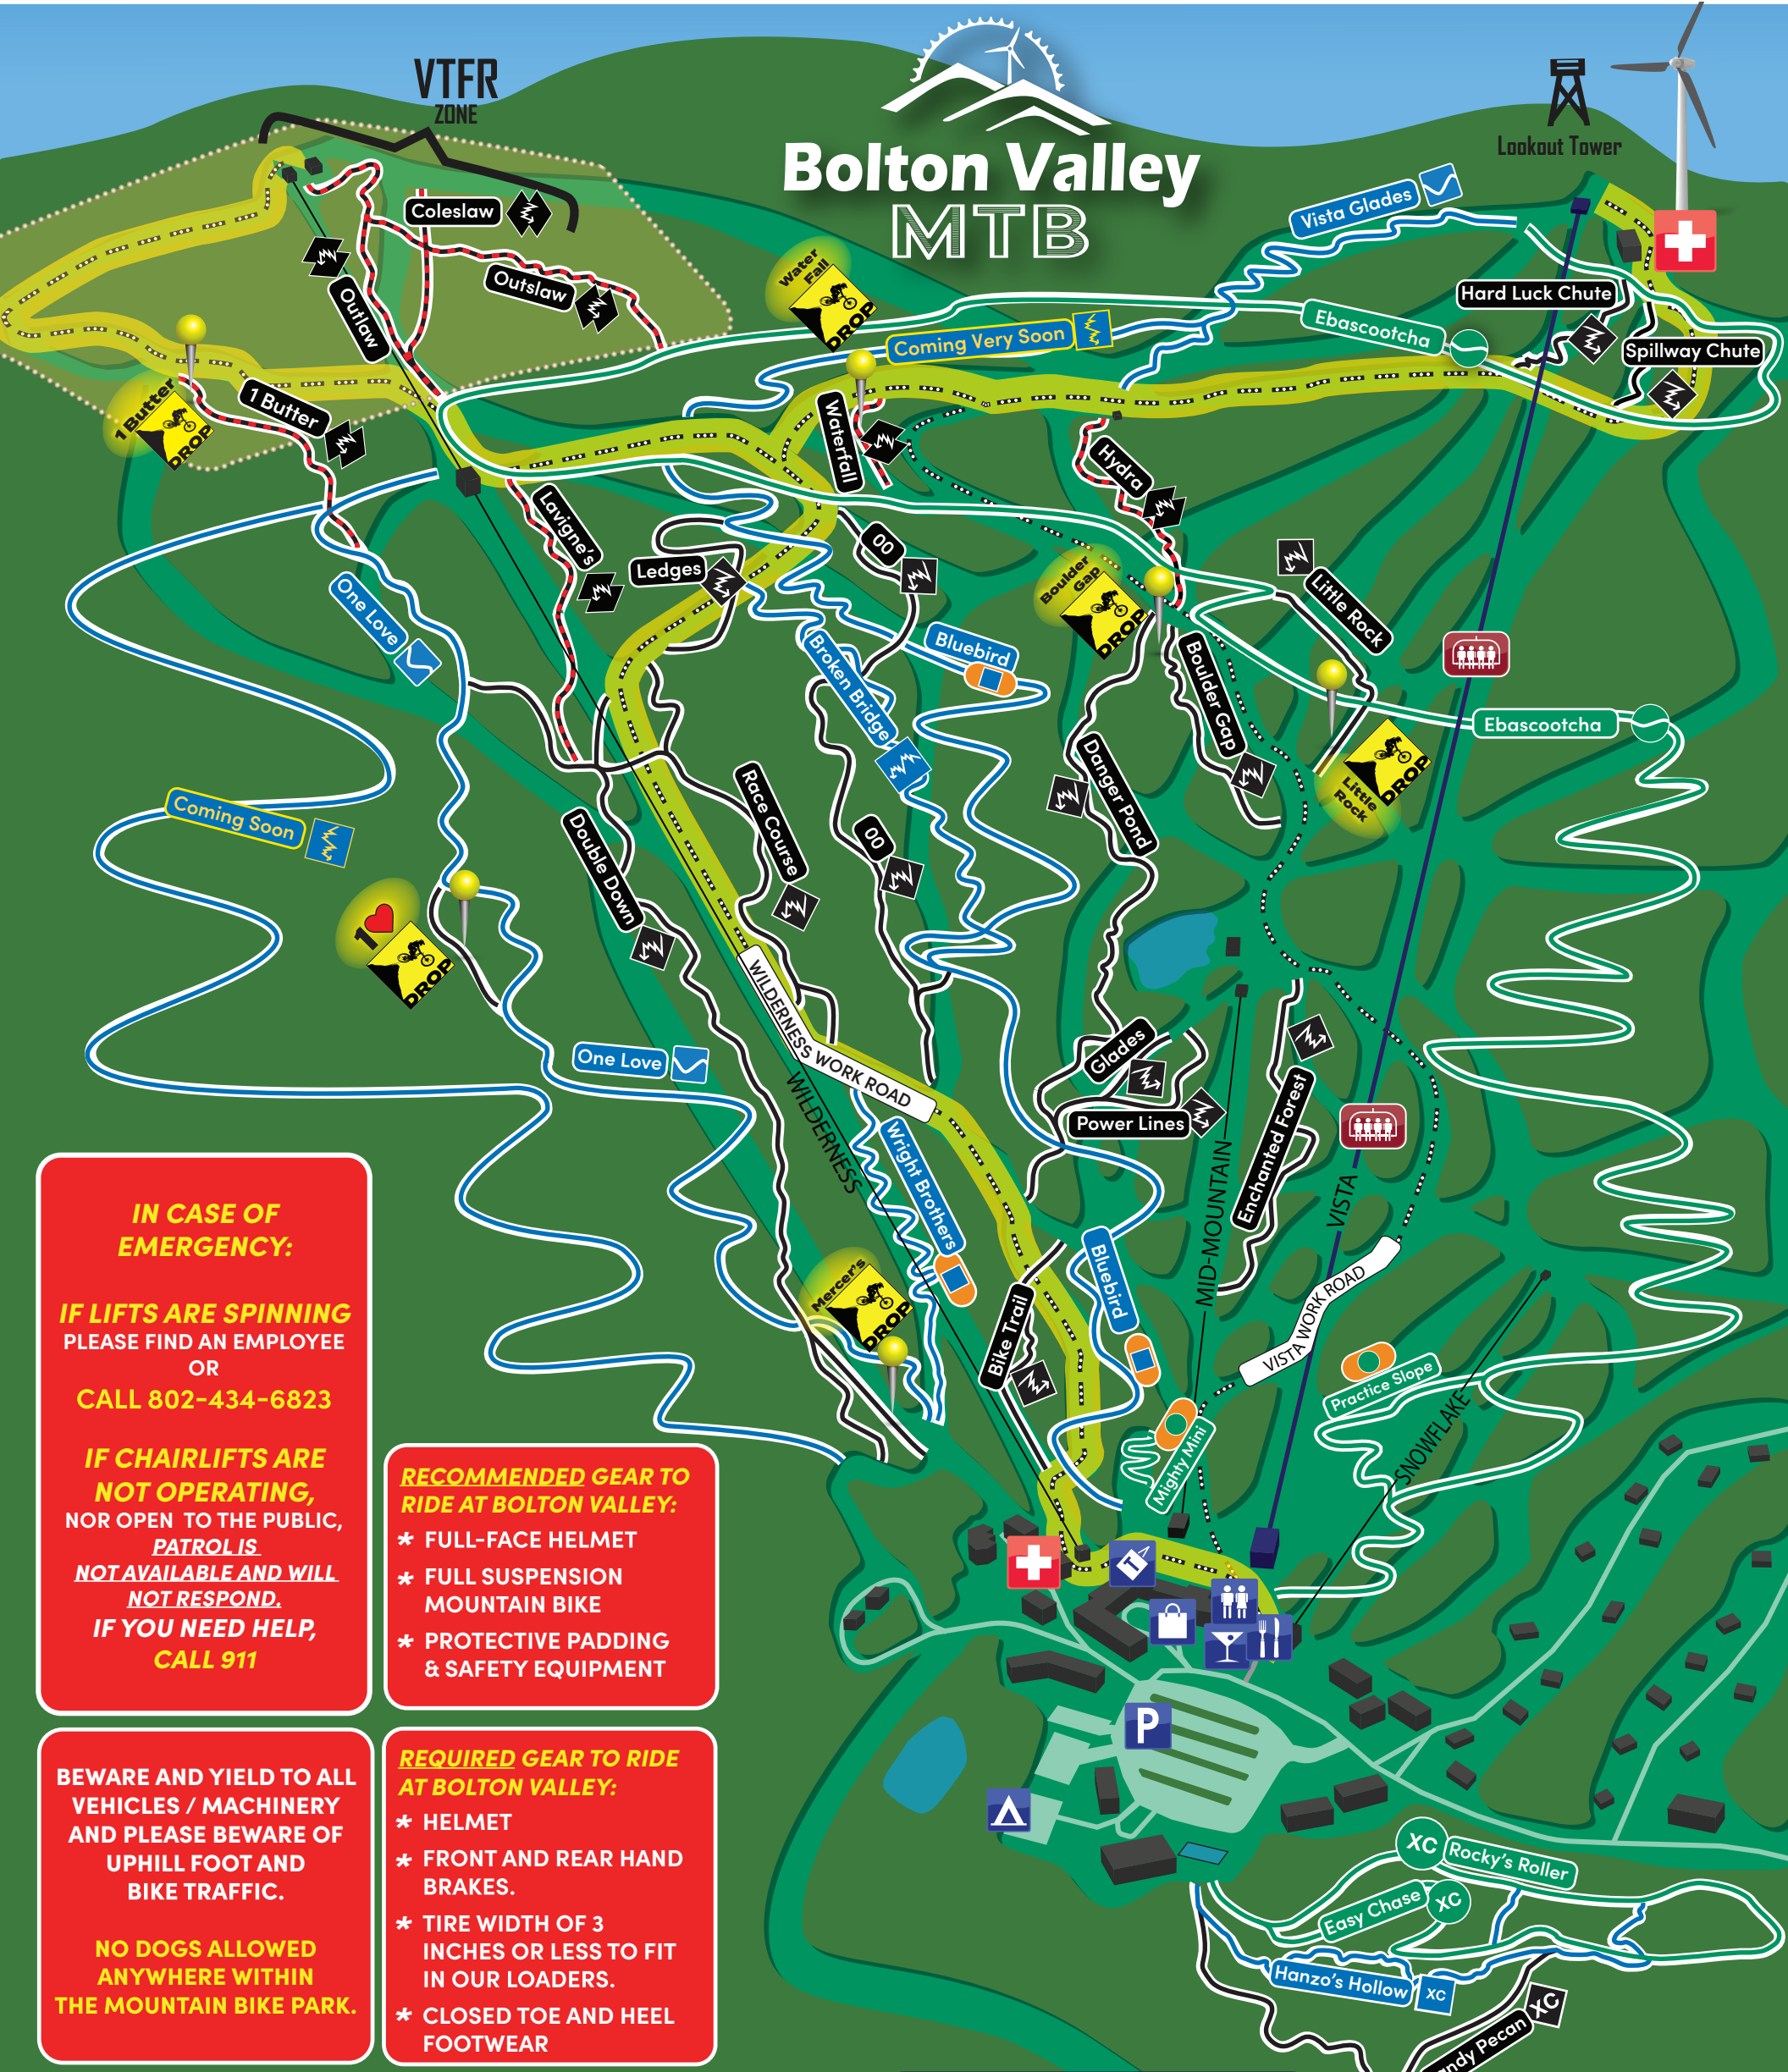 VTFR
ZONE
Bolton Valley
MTB
Lookout Tower
Vista Glades
Coleslaw
Outslaw
Outlaw
Water
Fall
DROP
Coming Very Soon
Ebascootcha
Hard Luck Chute
Spillway Chute
1 Butter
DROP
1 Butter
Waterfall
Hydra
Lavigne's
Ledges
00
One Love
Broken Bridge
Bluebird
Boulder
Gap
DROP
Little Rock
Boulder Gap
Ebascootcha
DROP
Little
Rock
Danger Pond
Race Course
00
Coming Soon
Double Down
1
DROP
WILDERNESS WORK ROAD
One Love
WILDERNESS
Glades
Power Lines
Enchanted Forest
Wright Brothers
MID-MOUNTAIN
VISTA
Bluebird
VISTA WORK ROAD
Mercer's
DROP
Bike Trail
Practice Slope
Mighty Mini
SNOWFLAKE
P
IN CASE OF
EMERGENCY:
IF LIFTS ARE SPINNING
PLEASE FIND AN EMPLOYEE
OR
CALL 802-434-6823
IF CHAIRLIFTS ARE
NOT OPERATING,
NOR OPEN TO THE PUBLIC,
PATROL IS
NOT AVAILABLE AND WILL
NOT RESPOND.
IF YOU NEED HELP,
CALL 911
RECOMMENDED GEAR TO
RIDE AT BOLTON VALLEY:
* FULL-FACE HELMET
* FULL SUSPENSION
MOUNTAIN BIKE
* PROTECTIVE PADDING
& SAFETY EQUIPMENT
BEWARE AND YIELD TO ALL
VEHICLES / MACHINERY
AND PLEASE BEWARE OF
UPHILL FOOT AND
BIKE TRAFFIC.
NO DOGS ALLOWED
ANYWHERE WITHIN
THE MOUNTAIN BIKE PARK.
REQUIRED GEAR TO RIDE
AT BOLTON VALLEY:
* HELMET
* FRONT AND REAR HAND
BRAKES.
* TIRE WIDTH OF 3
INCHES OR LESS TO FIT
IN OUR LOADERS.
* CLOSED TOE AND HEEL
FOOTWEAR
XC Rocky's Roller
Easy Chase XC
Hanzo's Hollow XC
Pecan XC